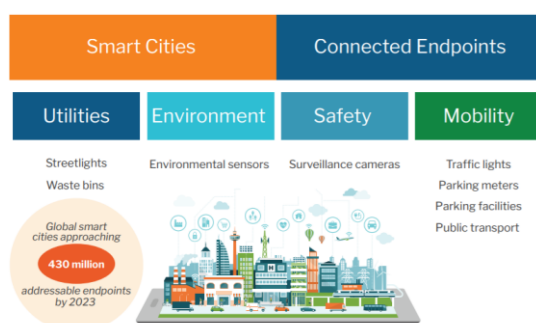 Smart Cities
Connected Endpoints
Utilities
Environment
Safety
Mobility
Streetlights
Waste bins
Environmental sensors
Surveillance cameras
Traffic lights
Parking meters
Parking facilities
Public transport
Global smart
cities approaching
430 million
addressable endpoints
by 2023